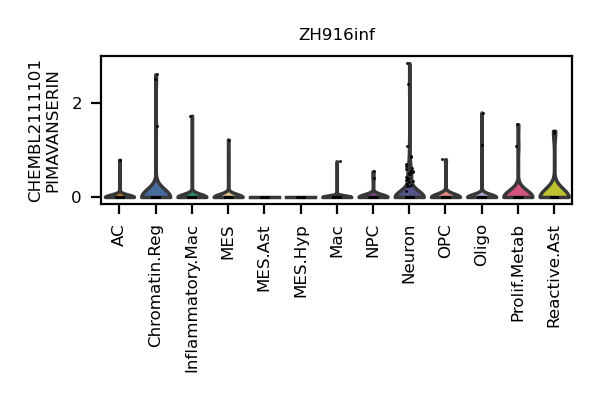 ZH916inf
CHEMBL2111101
PIMAVANSERIN
2
0
AC
Chromatin.Reg
Inflammatory.Mac
MES
MES.Ast
MES.Hyp
Mac
NPC
Neuron
OPC
Oligo
Prolif.Metab
Reactive.Ast